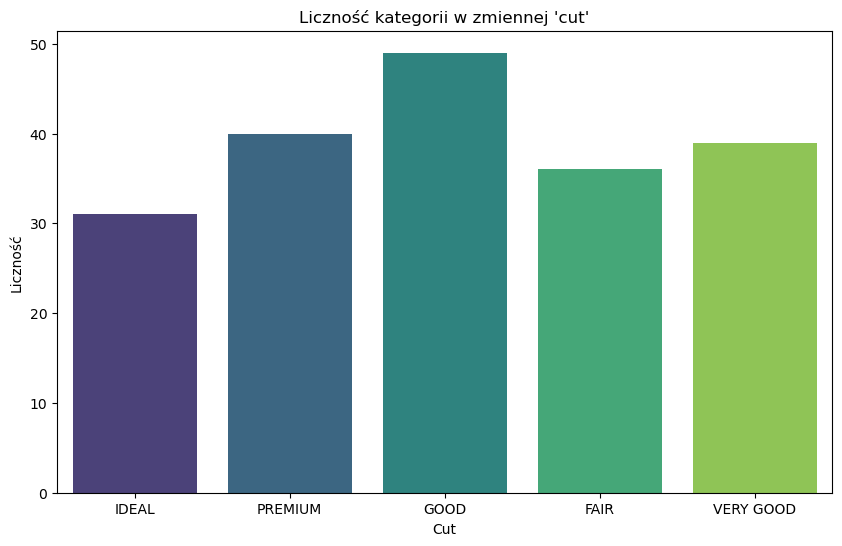 Liczność kategorii w zmiennej 'cut'
50
40
30
20
10
0
Liczność
IDEAL PREMIUM GOOD FAIR VERY GOOD
Cut